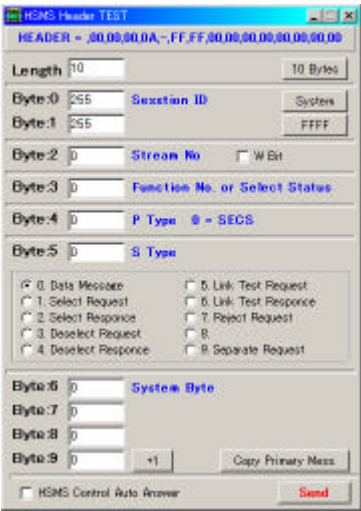 HSMS Header TEST
HEADER = ,00,00,00,0A,-,FF,FF,00,00,00,00,00,00,00,00
Length 10 10 Bytes
Byte:0 255 Sesstion ID System
Byte:1 255 FFFF
Byte:2 0 Stream No W Bit
Byte:3 0 Function No. or Select Status
Byte:4 0 P Type 0 = SECS
Byte:5 0 S Type
0. Data Message 5. Link Test Request
1. Select Request 6. Link Test Responce
2. Select Responce 7. Reject Request
3. Deselect Request 8.
4. Deselect Responce 9. Separate Request
Byte:6 0 System Byte
Byte:7 0
Byte:8 0
Byte:9 0 +1 Copy Primary Mess.
HSMS Control Auto Answer Send